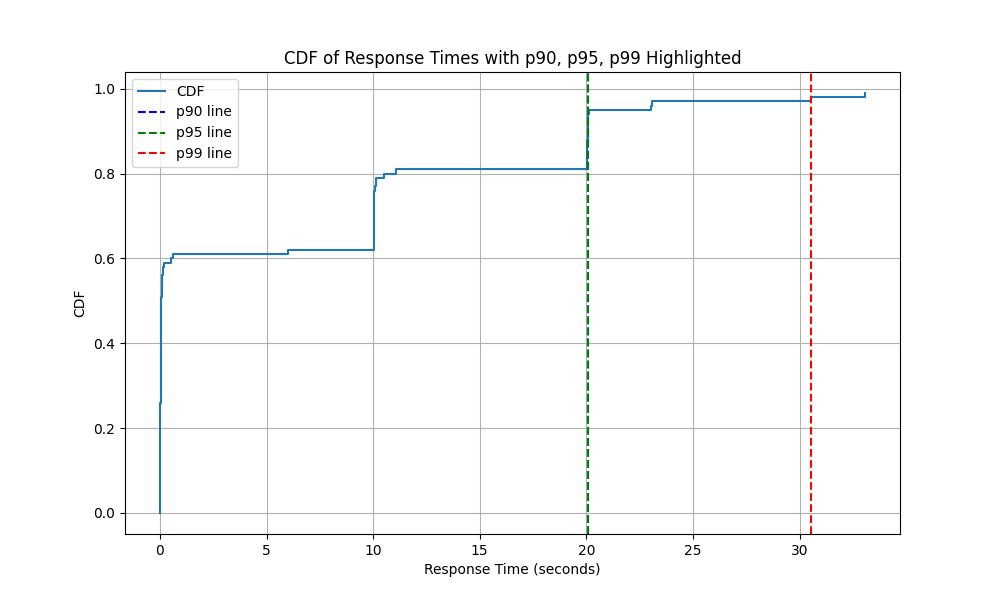 CDF of Response Times with p90, p95, p99 Highlighted
CDF
p90 line
p95 line
p99 line
1.0
0.8
0.6
0.4
0.2
0.0
CDF
0 5 10 15 20 25 30
Response Time (seconds)